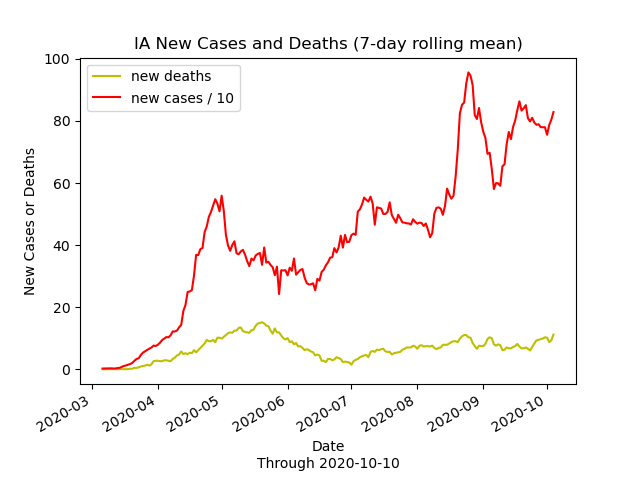 IA New Cases and Deaths (7-day rolling mean)
new deaths
new cases / 10
100
80
60
40
20
0
New Cases or Deaths
2020-03
2020-04
2020-05
2020-06
2020-07
2020-08
2020-09
2020-10
Date
Through 2020-10-10